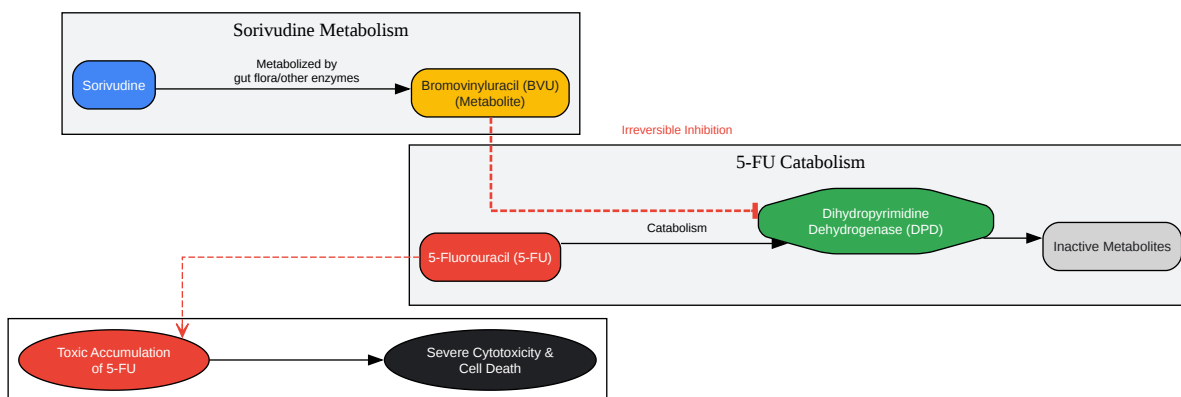 Sorivudine Metabolism
Sorivudine
Metabolized by
gut flora/other enzymes
Bromovinyluracil (BVU)
(Metabolite)
Irreversible Inhibition
5-FU Catabolism
5-Fluorouracil (5-FU)
Catabolism
Dihydropyrimidine
Dehydrogenase (DPD)
Inactive Metabolites
Toxic Accumulation
of 5-FU
Severe Cytotoxicity &
Cell Death